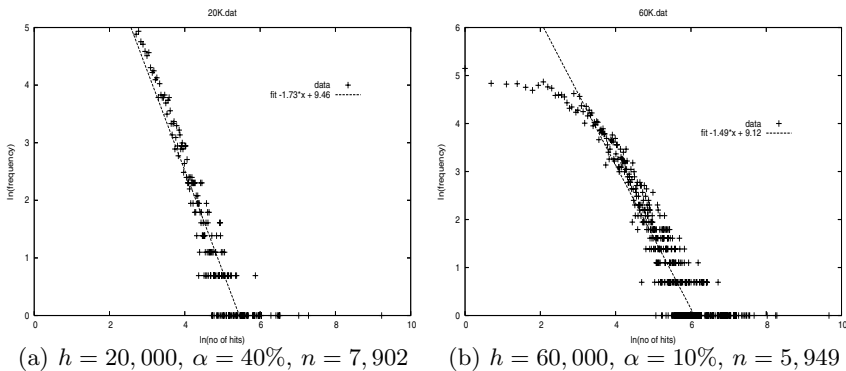 20K.dat
5
4
3
2
1
0
ln(frequency)
data
fit -1.73*x + 9.46
0 2 4 6 8 10
ln(no of hits)
(a) h = 20,000, α = 40%, n = 7,902
60K.dat
6
5
4
3
2
1
0
ln(frequency)
data
fit -1.49*x + 9.12
0 2 4 6 8 10
ln(no of hits)
(b) h = 60,000, α = 10%, n = 5,949